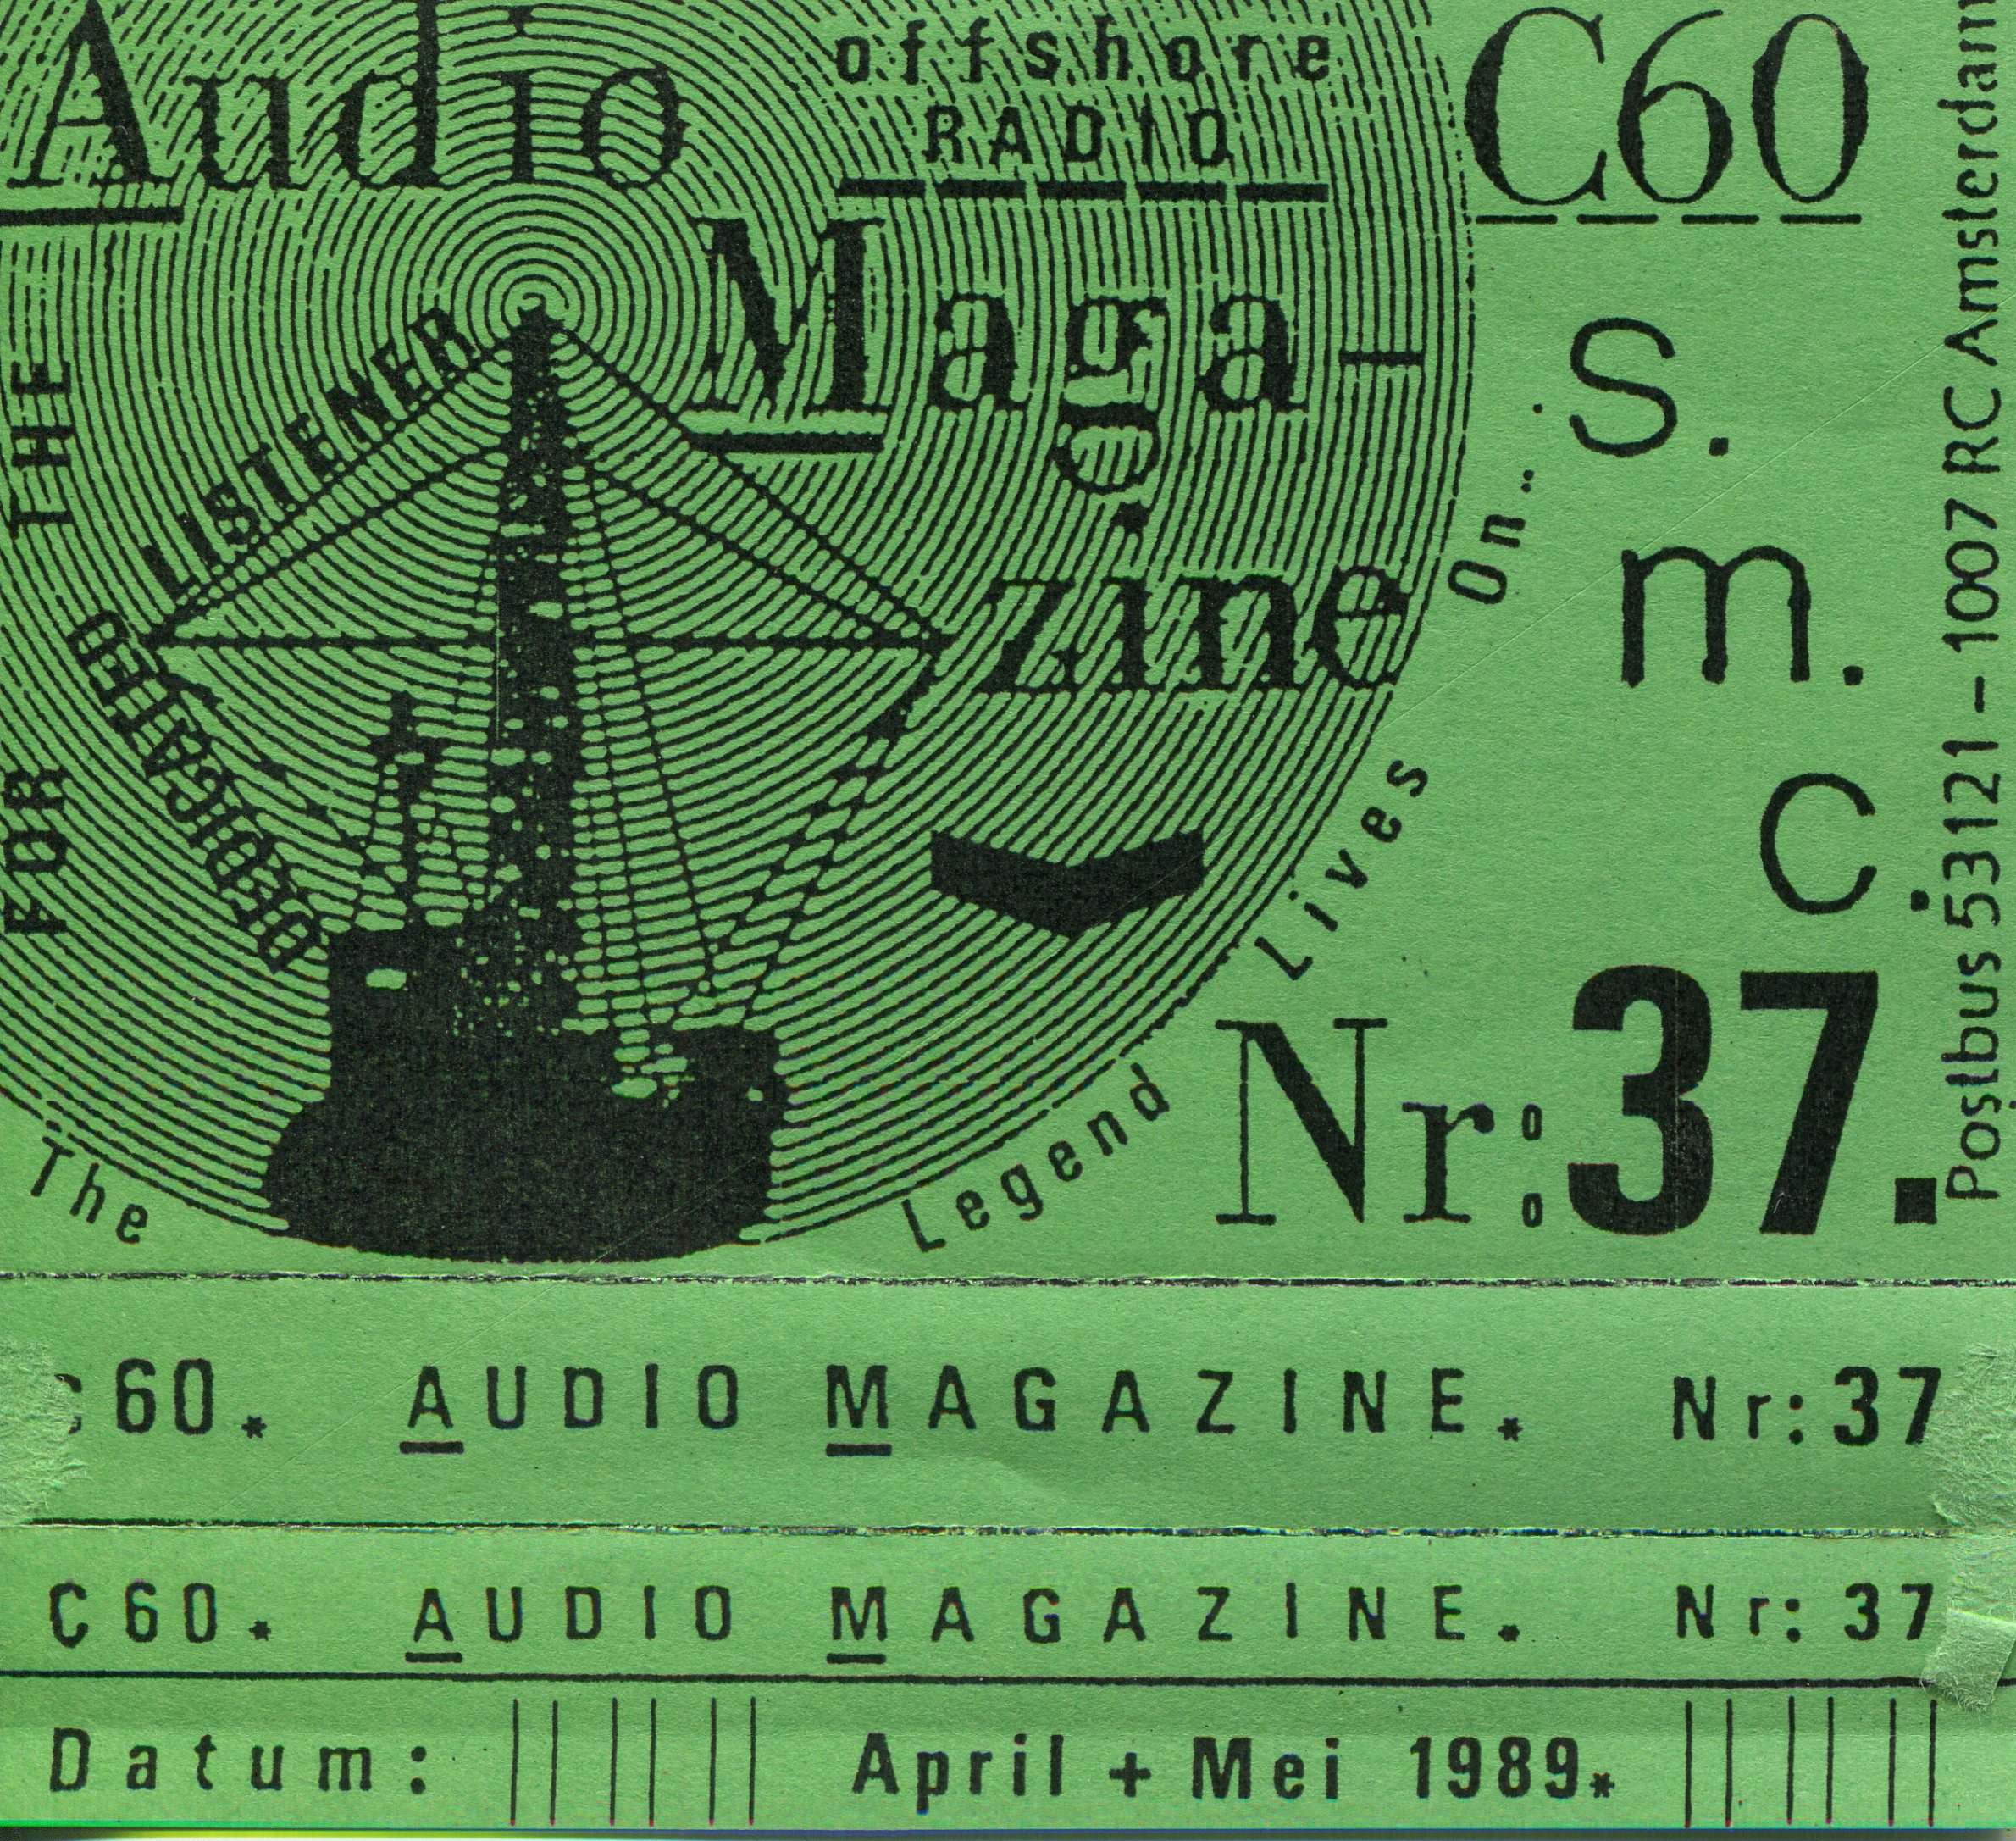 Audio
offshore
RADIO
Maga-
zine
C60
S.
m.
c.
Nr: 37.
Postbus 53121 - 1007 RC Amsterdam
FOR THE
DEDICATED
LISTENER
The Legend Lives On...
C60. AUDIO MAGAZINE. Nr: 37
C60. AUDIO MAGAZINE. Nr: 37
Datum: April + Mei 1989.